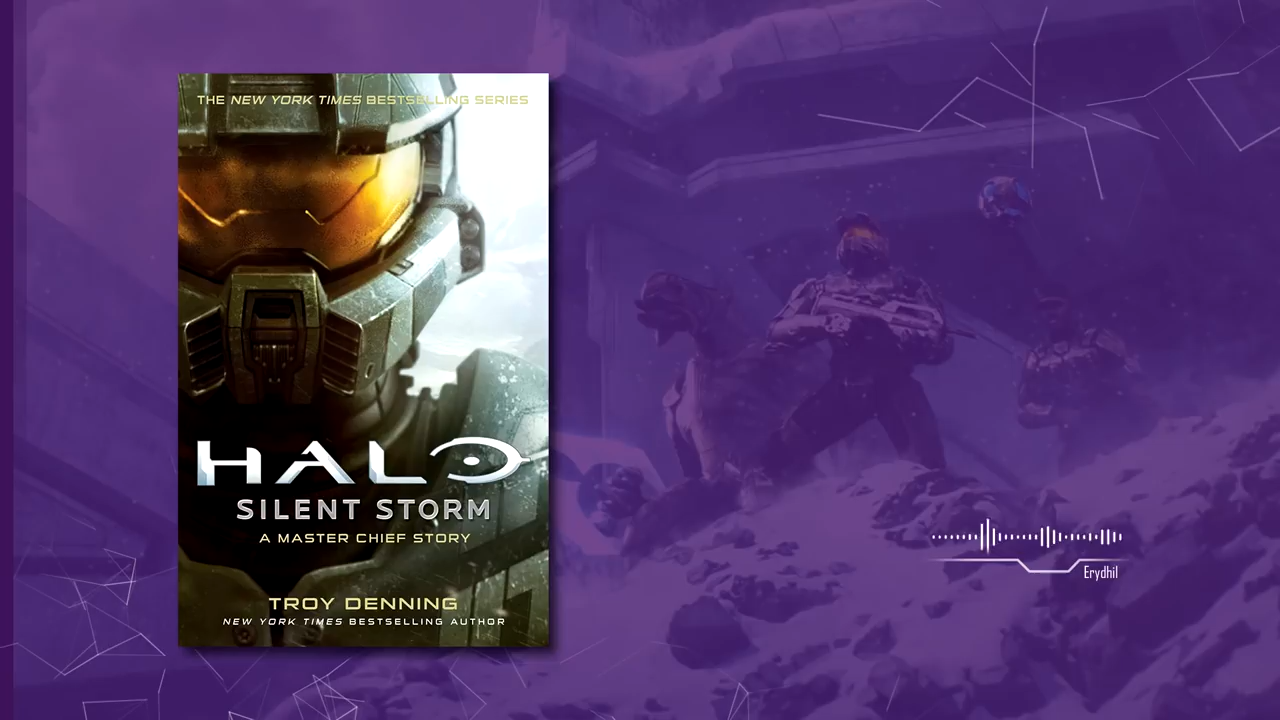 THE NEW YORK TIMES BESTSELLING SERIES
HALO
SILENT STORM
A MASTER CHIEF STORY
TROY DENNING
NEW YORK TIMES BESTSELLING AUTHOR
Erydhil